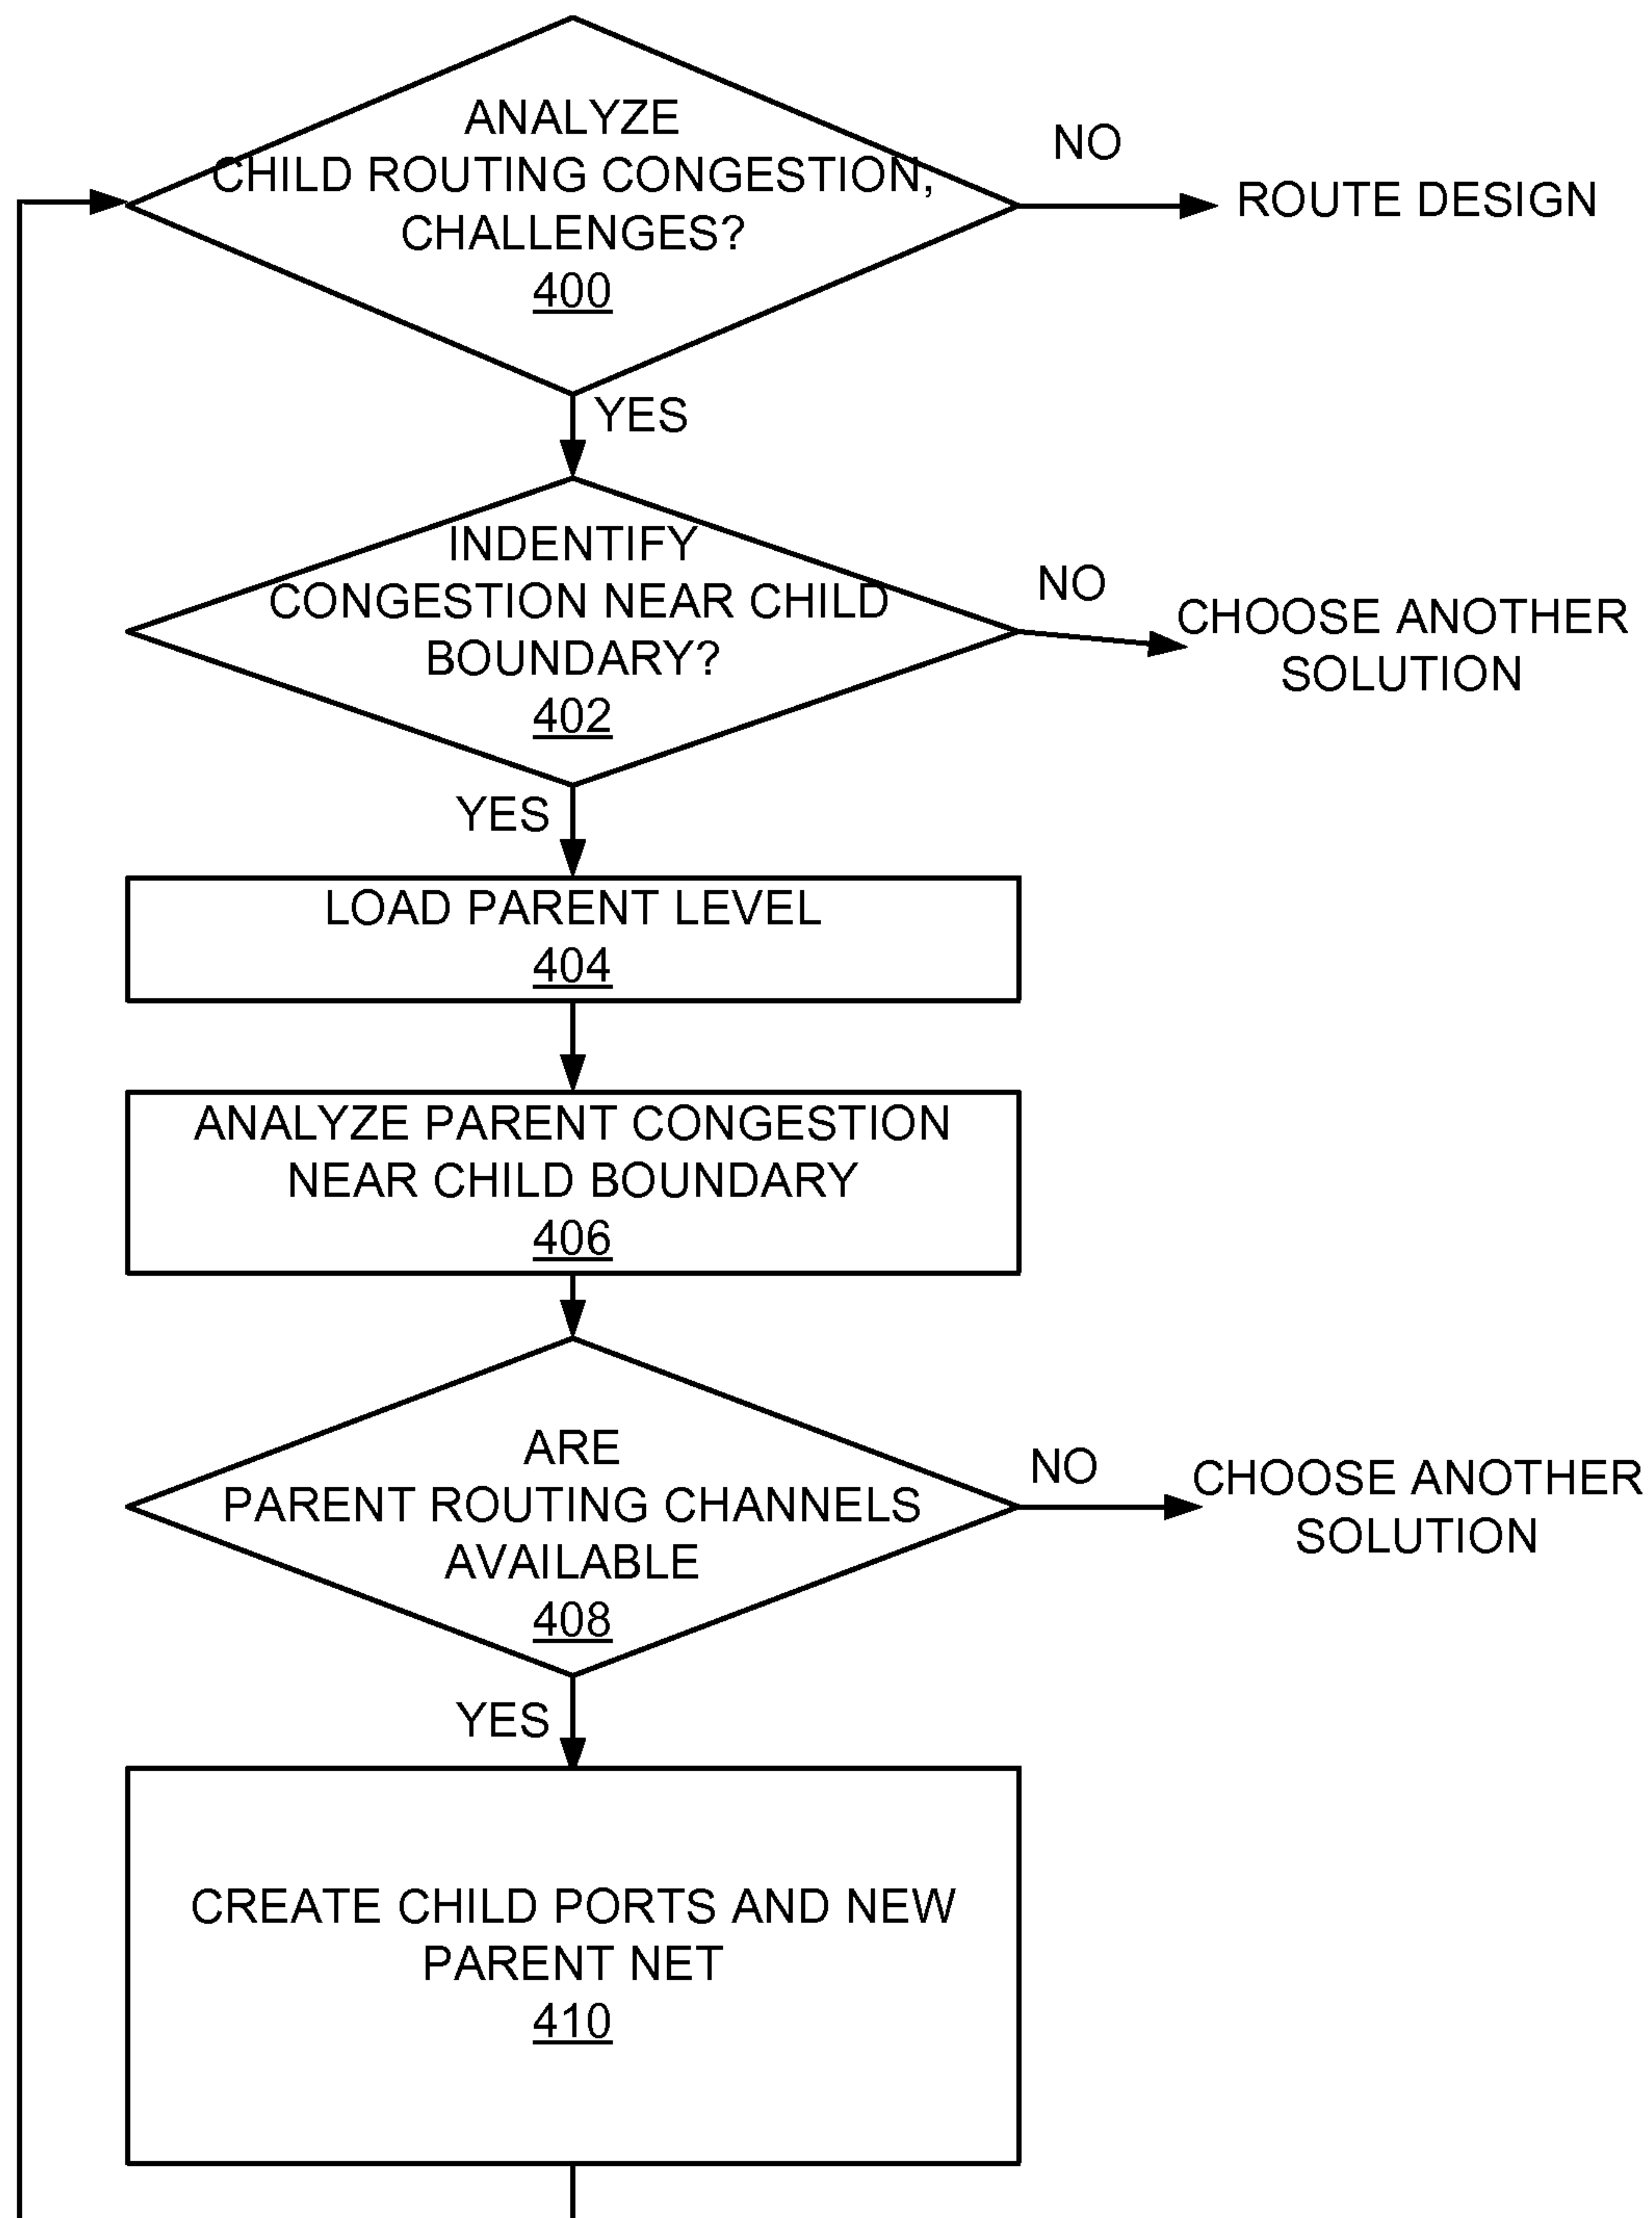 ANALYZE
CHILD ROUTING CONGESTION,
CHALLENGES?
400
NO
ROUTE DESIGN
YES
INDENTIFY
CONGESTION NEAR CHILD
BOUNDARY?
402
NO
CHOOSE ANOTHER
SOLUTION
YES
LOAD PARENT LEVEL
404
ANALYZE PARENT CONGESTION
NEAR CHILD BOUNDARY
406
ARE
PARENT ROUTING CHANNELS
AVAILABLE
408
NO
CHOOSE ANOTHER
SOLUTION
YES
CREATE CHILD PORTS AND NEW
PARENT NET
410